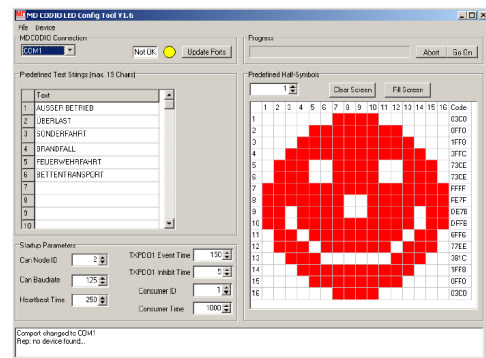 MD CODIO LED Config Tool V1.6
File Device
MD CODIO Connection
COM1
Not OK
Update Ports
Progress
Abort
Go On
Predefined Text Strings (max. 19 Chars)
Text
1 AUSSER BETRIEB
2 ÜBERLAST
3 SONDERFAHRT
4 BRANDFALL
5 FEUERWEHRFAHRT
6 BETTENTRANSPORT
7
8
9
10
Predefined Half-Symbols
1
Clear Screen
Fill Screen
1 2 3 4 5 6 7 8 9 10 11 12 13 14 15 16 Code
1 03C0
2 0FF0
3 1FF8
4 3FFC
5 73CE
6 73CE
7 FFFF
8 FE7F
9 DE7B
10 DFFB
11 6FF6
12 77EE
13 381C
14 1FF8
15 0FF0
16 03C0
Startup Parameters
Can Node ID 2
Can Baudrate 125
Heartbeat Time 250
TXPDO1 Event Time 150
TXPDO1 Inhibit Time 5
Consumer ID 1
Consumer Time 1000
Comport changed to COM1
Rep: no device found...